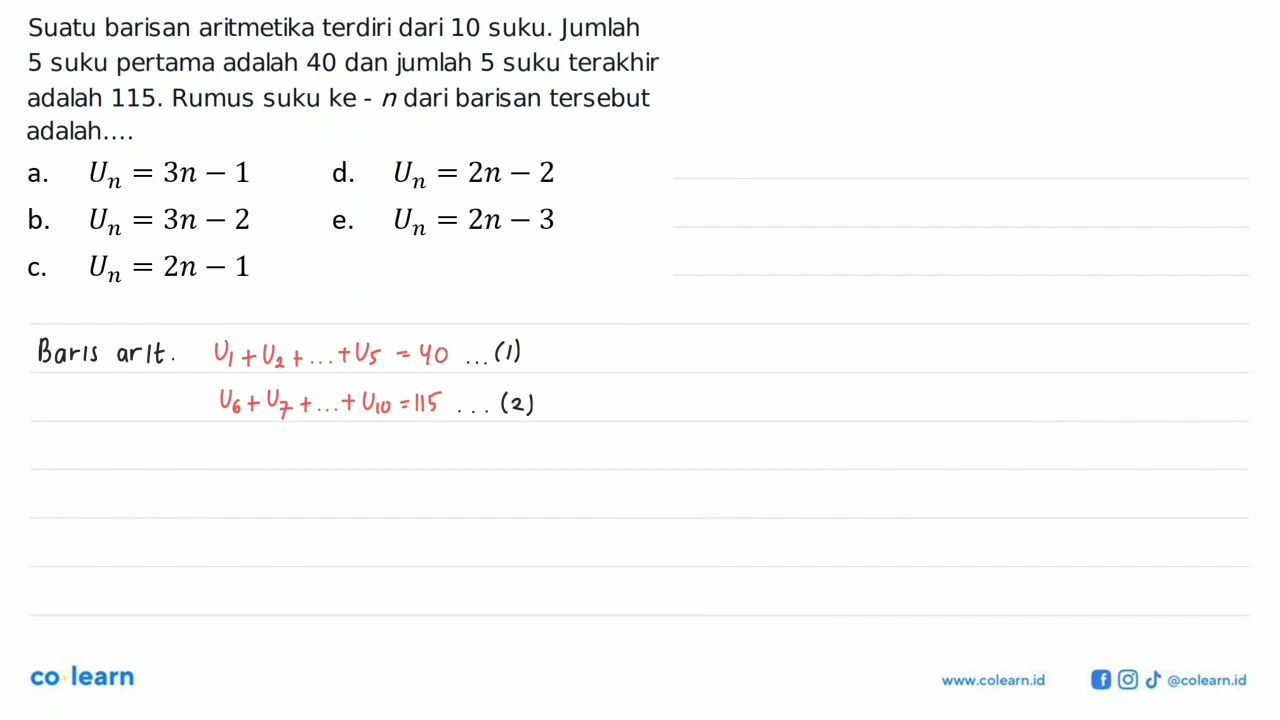 Suatu barisan aritmetika terdiri dari 10 suku. Jumlah
5 suku pertama adalah 40 dan jumlah 5 suku terakhir
adalah 115. Rumus suku ke - n dari barisan tersebut
adalah....
a. Uₙ = 3n − 1 d. Uₙ = 2n − 2
b. Uₙ = 3n − 2 e. Uₙ = 2n − 3
c. Uₙ = 2n − 1
Baris arit. U₁ + U₂ + ... + U₅ = 40 ... (1)
U₆ + U₇ + ... + U₁₀ = 115 ... (2)
co learn
www.colearn.id @colearn.id